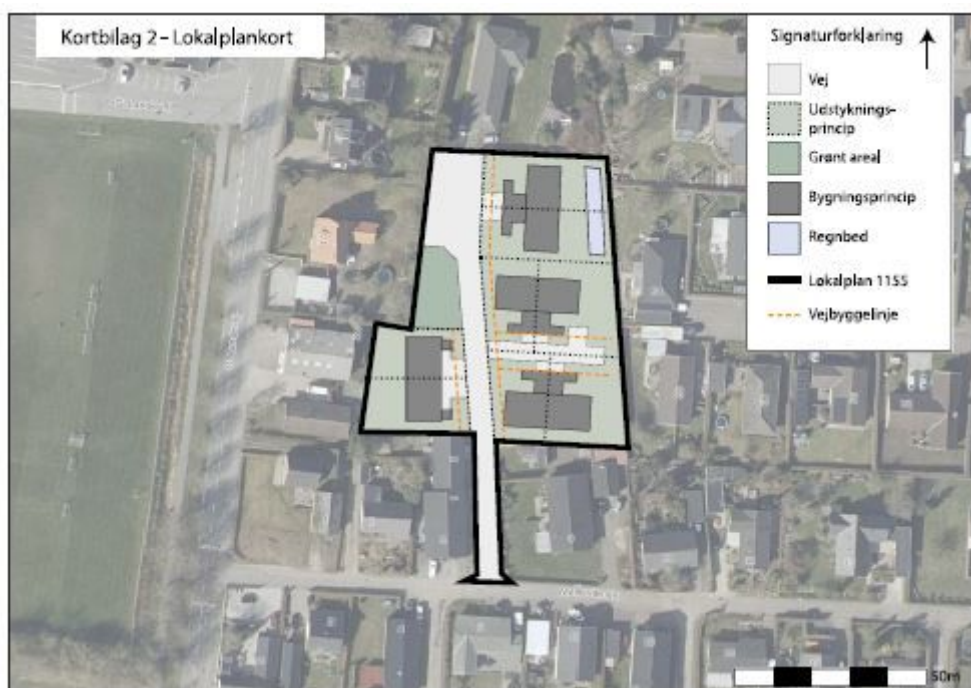 Kortbilag 2 – Lokalplankort
Signaturforklaring
Vej
Udstyknings-
princip
Grønt areal
Bygningsprincip
Regnbed
Lokalplan 1155
Vejbyggelinje
50m